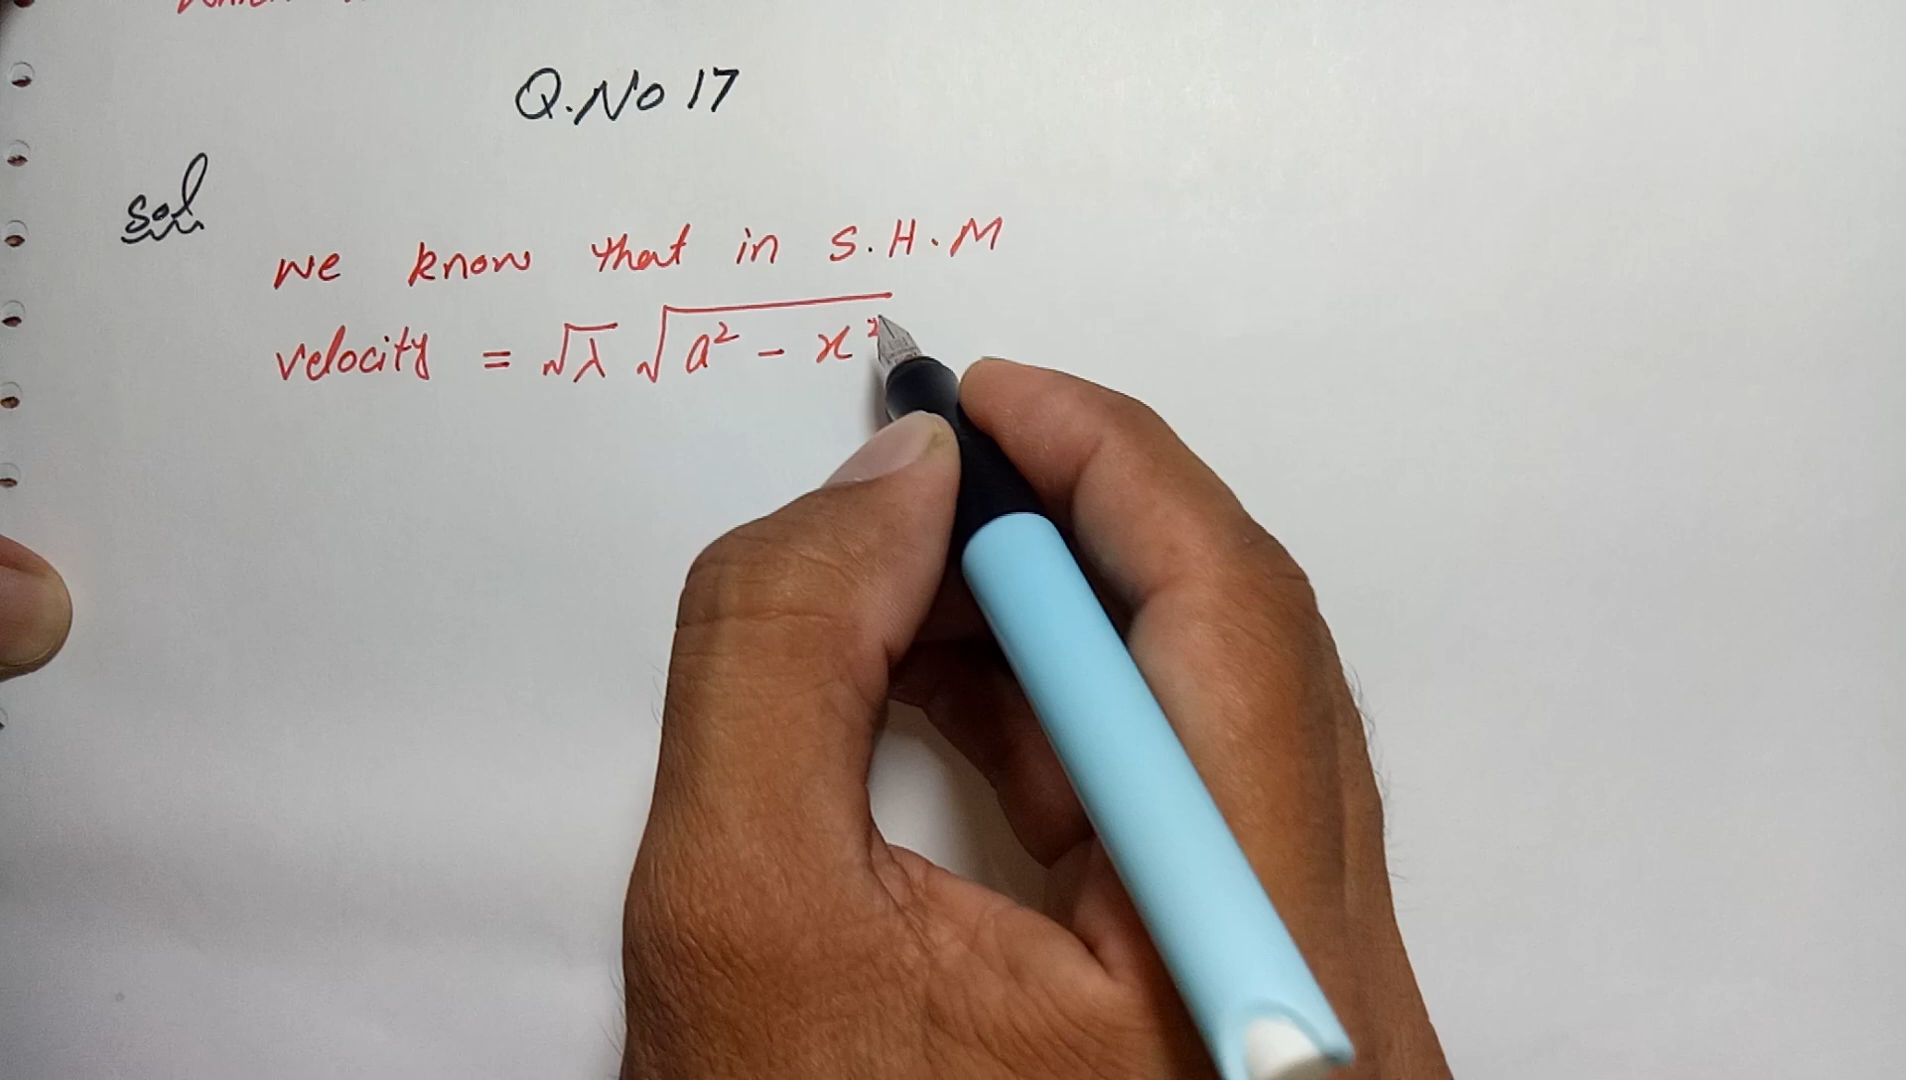 Q.No 17
Sol
we know that in S.H.M
velocity = √λ √(a² - x²)